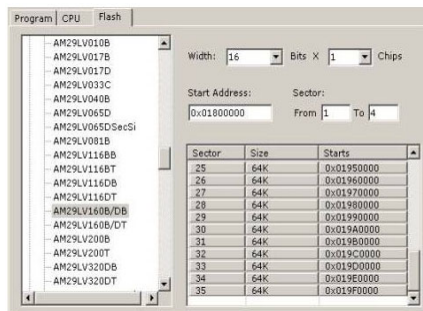 Program CPU Flash
AM29LV010B
AM29LV017B
AM29LV017D
AM29LV033C
AM29LV040B
AM29LV065D
AM29LV065DSecSi
AM29LV081B
AM29LV116BB
AM29LV116BT
AM29LV116DB
AM29LV116DT
AM29LV160B/DB
AM29LV160B/DT
AM29LV200B
AM29LV200T
AM29LV320DB
AM29LV320DT
Width: 16 Bits X 1 Chips
Start Address: Sector:
0x01800000 From 1 To 4
Sector Size Starts
25 64K 0x01950000
26 64K 0x01960000
27 64K 0x01970000
28 64K 0x01980000
29 64K 0x01990000
30 64K 0x019A0000
31 64K 0x019B0000
32 64K 0x019C0000
33 64K 0x019D0000
34 64K 0x019E0000
35 64K 0x019F0000